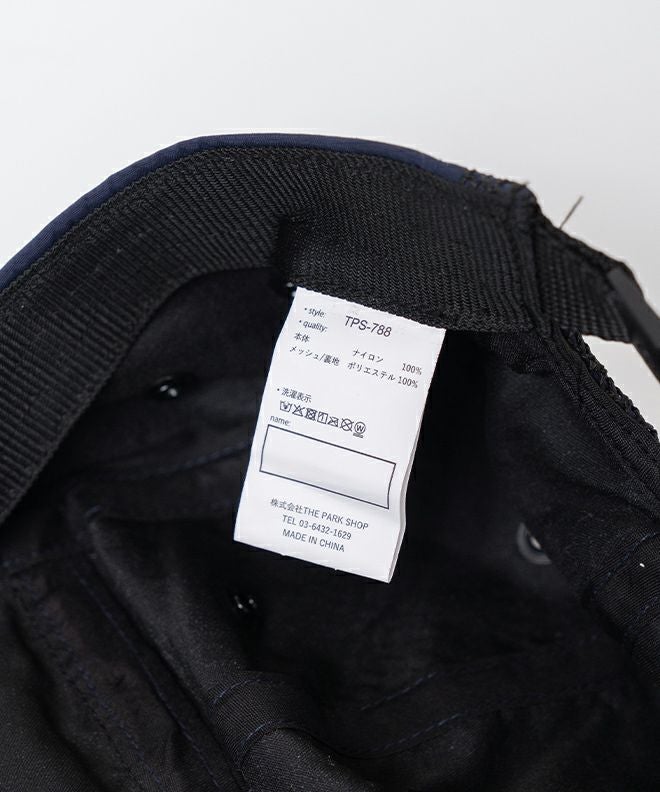 ・style: TPS-788
・quality:
本体 ナイロン 100%
メッシュ/裏地 ポリエステル 100%
・洗濯表示
name:
株式会社THE PARK SHOP
TEL 03-6432-1629
MADE IN CHINA